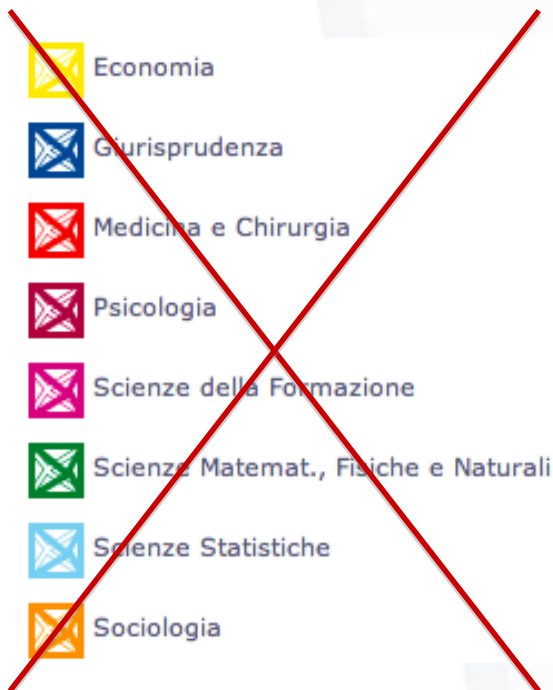 Economia
Giurisprudenza
Medicina e Chirurgia
Psicologia
Scienze della Formazione
Scienze Matemat., Fisiche e Naturali
Scienze Statistiche
Sociologia